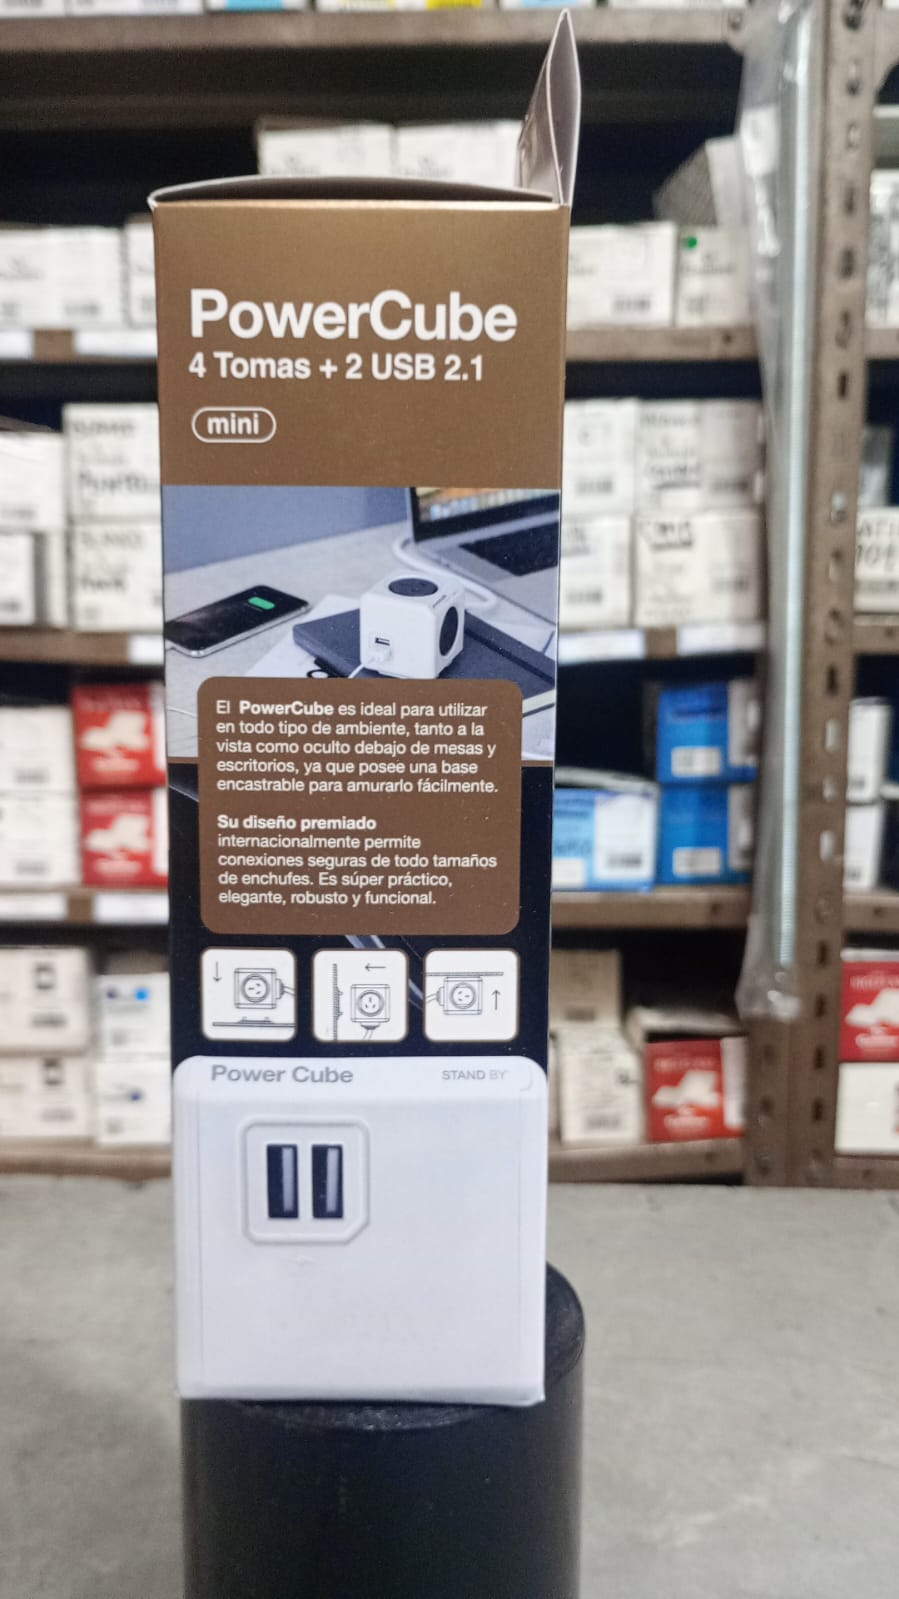 PowerCube
4 Tomas + 2 USB 2.1
mini
El PowerCube es ideal para utilizar
en todo tipo de ambiente, tanto a la
vista como oculto debajo de mesas y
escritorios, ya que posee una base
encastrable para amurarlo fácilmente.
Su diseño premiado
internacionalmente permite
conexiones seguras de todo tamaños
de enchufes. Es súper práctico,
elegante, robusto y funcional.
Power Cube
STAND BY